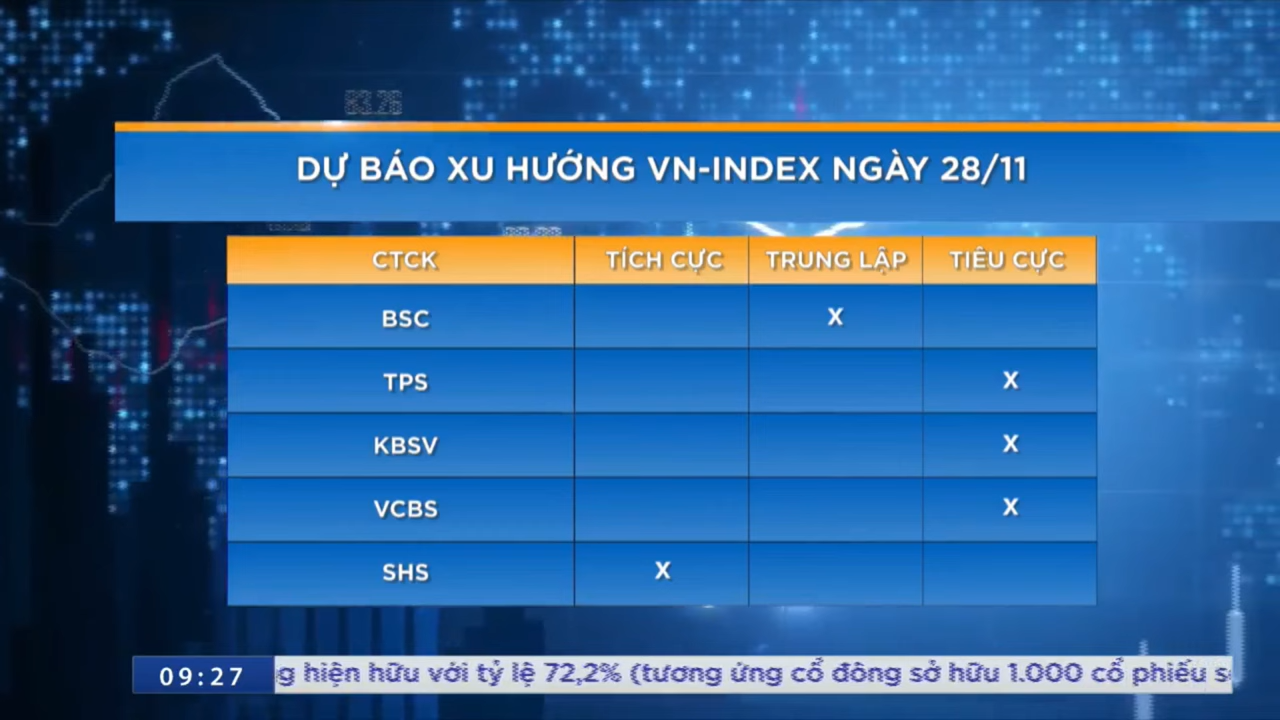 83.26
DỰ BÁO XU HƯỚNG VN-INDEX NGÀY 28/11
CTCK TÍCH CỰC TRUNG LẬP TIÊU CỰC
BSC X
TPS X
KBSV X
VCBS X
SHS X
09:27 hiện hữu với tỷ lệ 72,2% (tương ứng cổ đông sở hữu 1.000 cổ phiếu